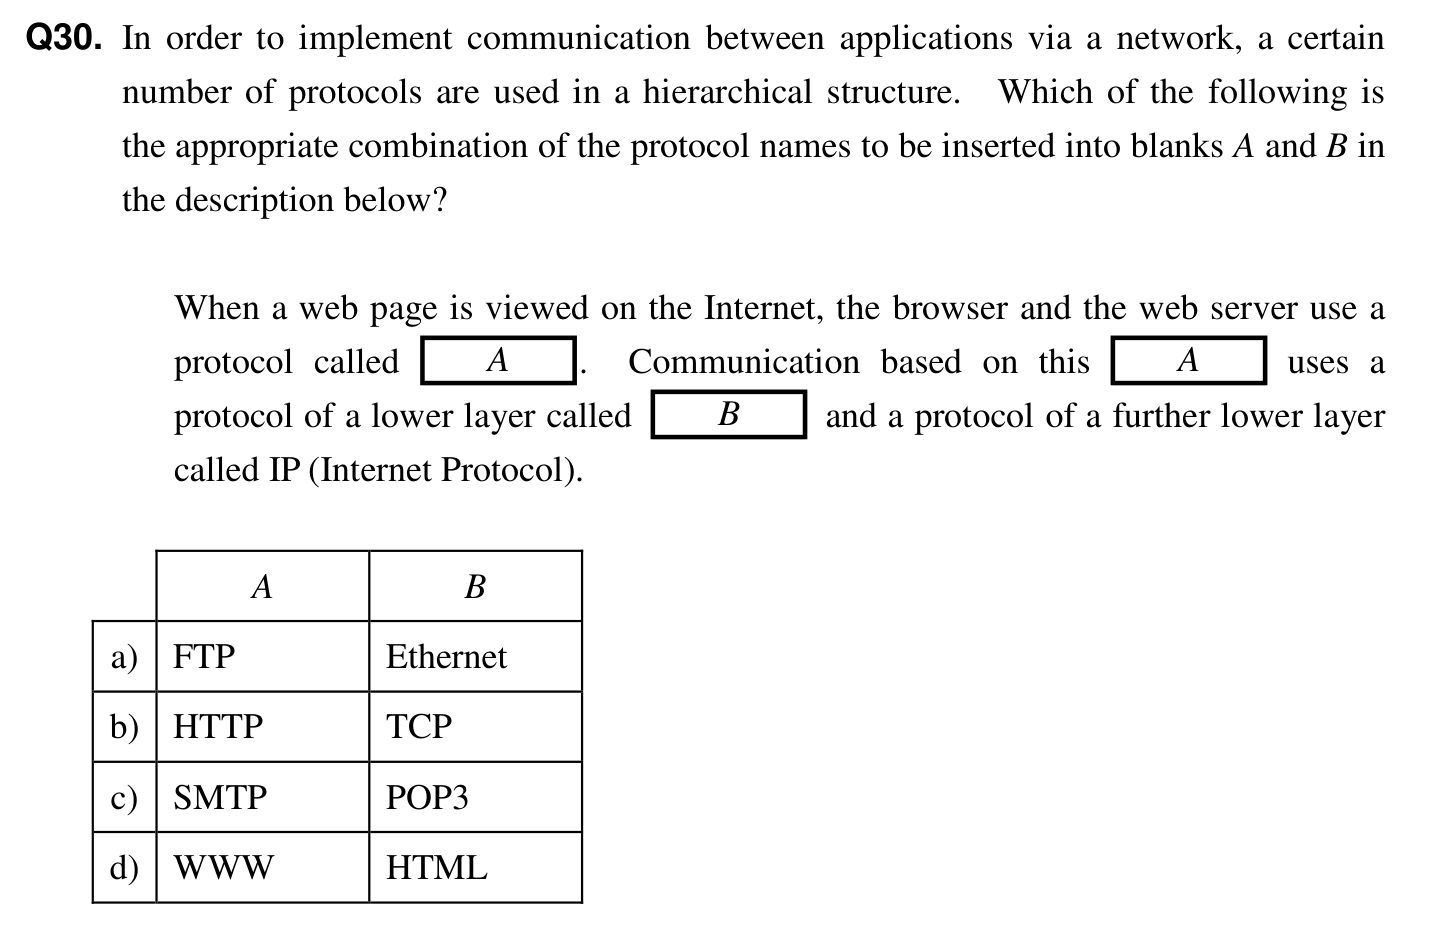 Q30. In order to implement communication between applications via a network, a certain
number of protocols are used in a hierarchical structure. Which of the following is
the appropriate combination of the protocol names to be inserted into blanks A and B in
the description below?
When a web page is viewed on the Internet, the browser and the web server use a
protocol called A. Communication based on this A uses a
protocol of a lower layer called B and a protocol of a further lower layer
called IP (Internet Protocol).
A B
a) FTP Ethernet
b) HTTP TCP
c) SMTP POP3
d) WWW HTML